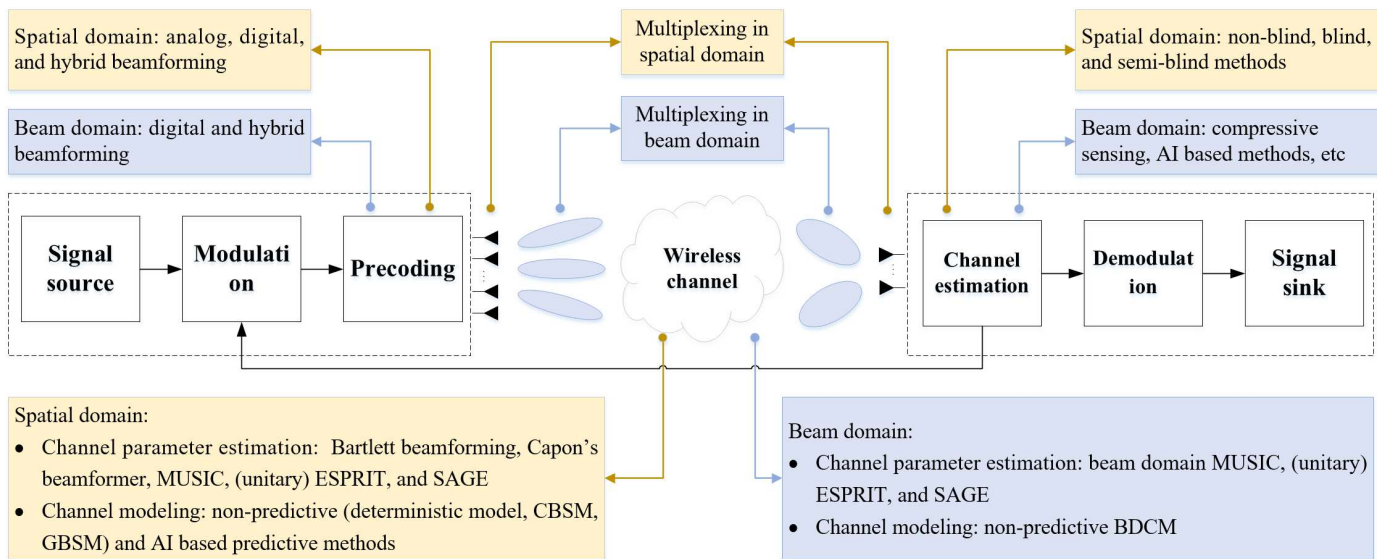 Spatial domain: analog, digital,
and hybrid beamforming
Multiplexing in
spatial domain
Spatial domain: non-blind, blind,
and semi-blind methods
Beam domain: digital and hybrid
beamforming
Multiplexing in
beam domain
Beam domain: compressive
sensing, AI based methods, etc
Signal
source
Modulati
on
Precoding
Wireless
channel
Channel
estimation
Demodulat
ion
Signal
sink
Spatial domain:
• Channel parameter estimation: Bartlett beamforming, Capon's
beamformer, MUSIC, (unitary) ESPRIT, and SAGE
• Channel modeling: non-predictive (deterministic model, CBSM,
GBSM) and AI based predictive methods
Beam domain:
• Channel parameter estimation: beam domain MUSIC, (unitary)
ESPRIT, and SAGE
• Channel modeling: non-predictive BDCM